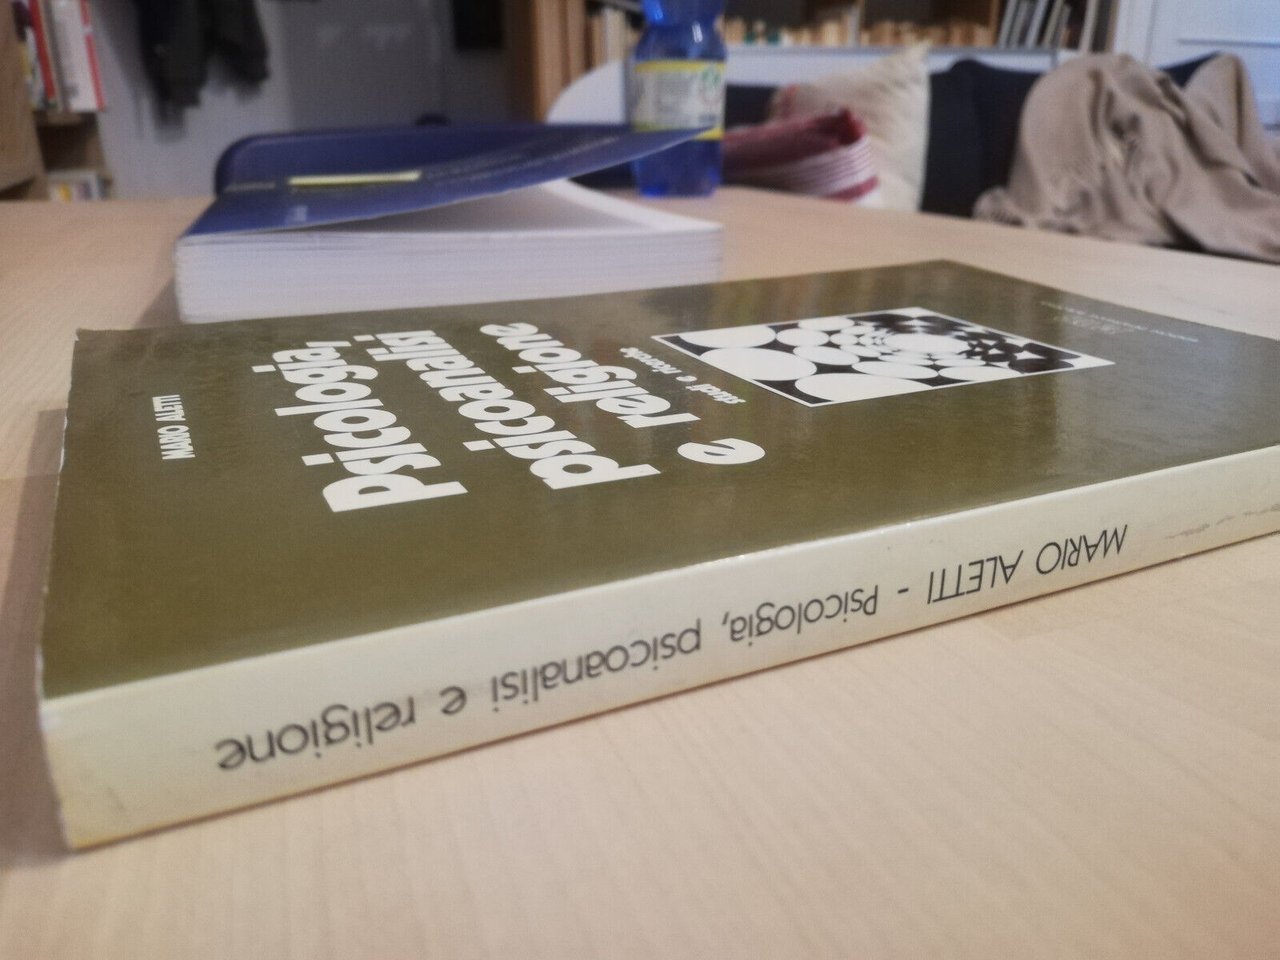 MARIO ALETTI
Psicologia,
psicoanalisi
e religione
studi e ricerche
MARIO ALETTI - Psicologia, psicoanalisi e religione